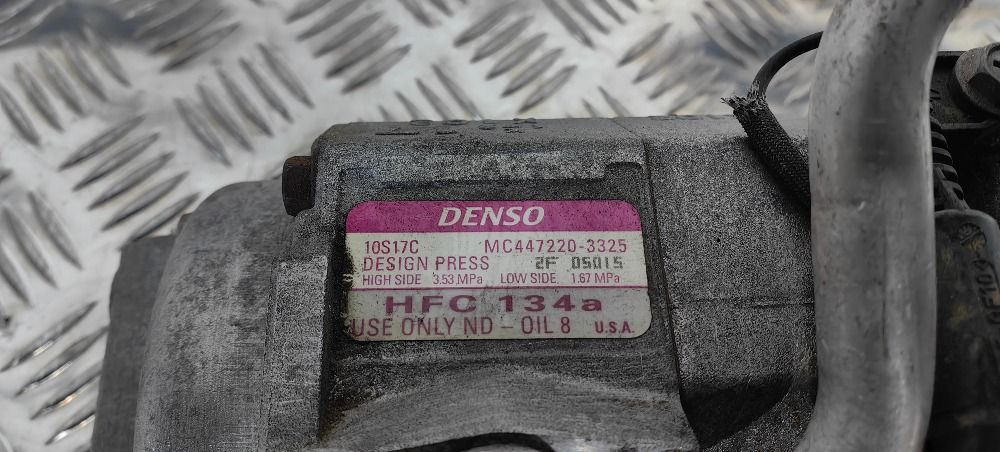 DENSO
10S17C MC447220-3325
DESIGN PRESS 2F 05015
HIGH SIDE 3.53 MPa LOW SIDE, 1.67 MPa
HFC 134a
USE ONLY ND-OIL 8 U.S.A.